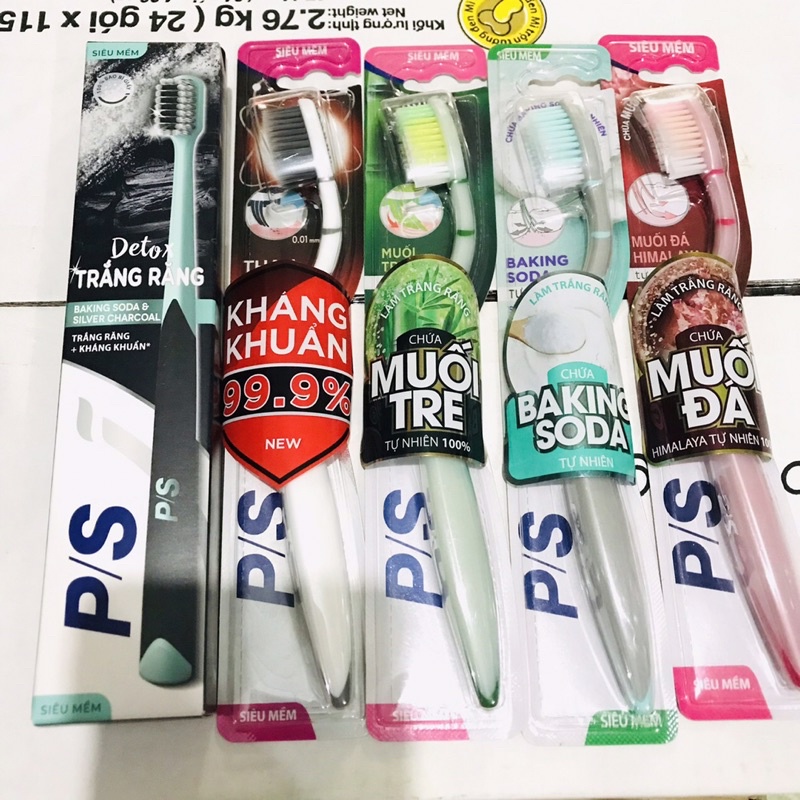 Khối lượng tịnh:
Net weight:
2.76 kg ( 24 gói x 115
SIÊU MỀM
Detox
TRẮNG RĂNG
BAKING SODA &
SILVER CHARCOAL
TRẮNG RĂNG
+ KHÁNG KHUẨN*
P/S
P/S
SIÊU MỀM
SIÊU MỀM
0.01 mm
KHÁNG
KHUẨN
99.9%
NEW
P/S
SIÊU MỀM
SIÊU MỀM
MUỐI
LÀM TRẮNG RĂNG
CHỨA
MUỐI
TRE
TỰ NHIÊN 100%
P/S
SIÊU MỀM
SIÊU MỀM
BAKING
SODA
LÀM TRẮNG RĂNG
CHỨA
BAKING
SODA
TỰ NHIÊN
P/S
SIÊU MỀM
SIÊU MỀM
MUỐI ĐÁ
HIMALAYA
LÀM TRẮNG RĂNG
CHỨA
MUỐI
ĐÁ
HIMALAYA TỰ NHIÊN
P/S
SIÊU MỀM